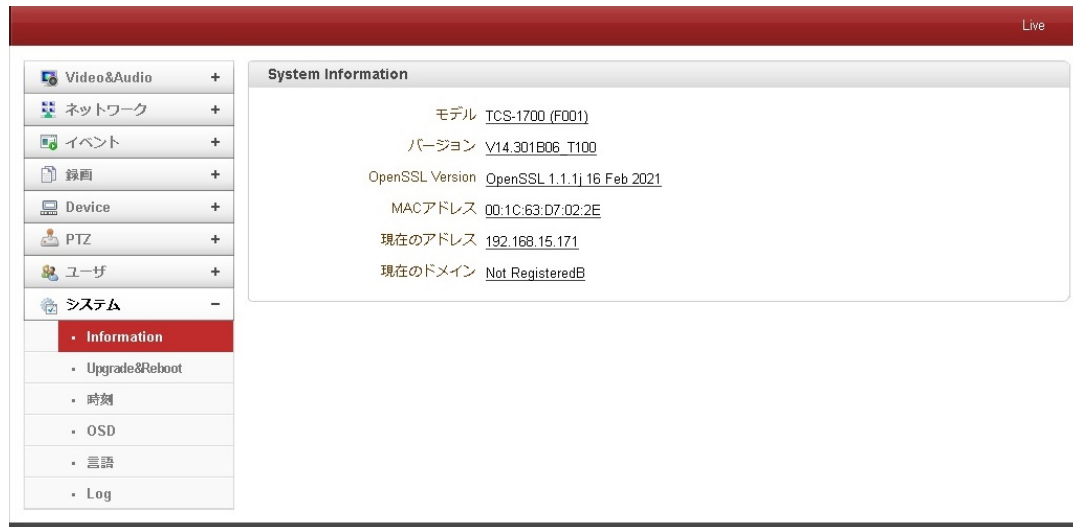 Live
Video&Audio +
ネットワーク +
イベント +
録画 +
Device +
PTZ +
ユーザ +
システム −
• Information
• Upgrade&Reboot
• 時刻
• OSD
• 言語
• Log
System Information
モデル TCS-1700 (F001)
バージョン V14.301B06_T100
OpenSSL Version OpenSSL 1.1.1j 16 Feb 2021
MACアドレス 00:1C:63:D7:02:2E
現在のアドレス 192.168.15.171
現在のドメイン Not RegisteredB